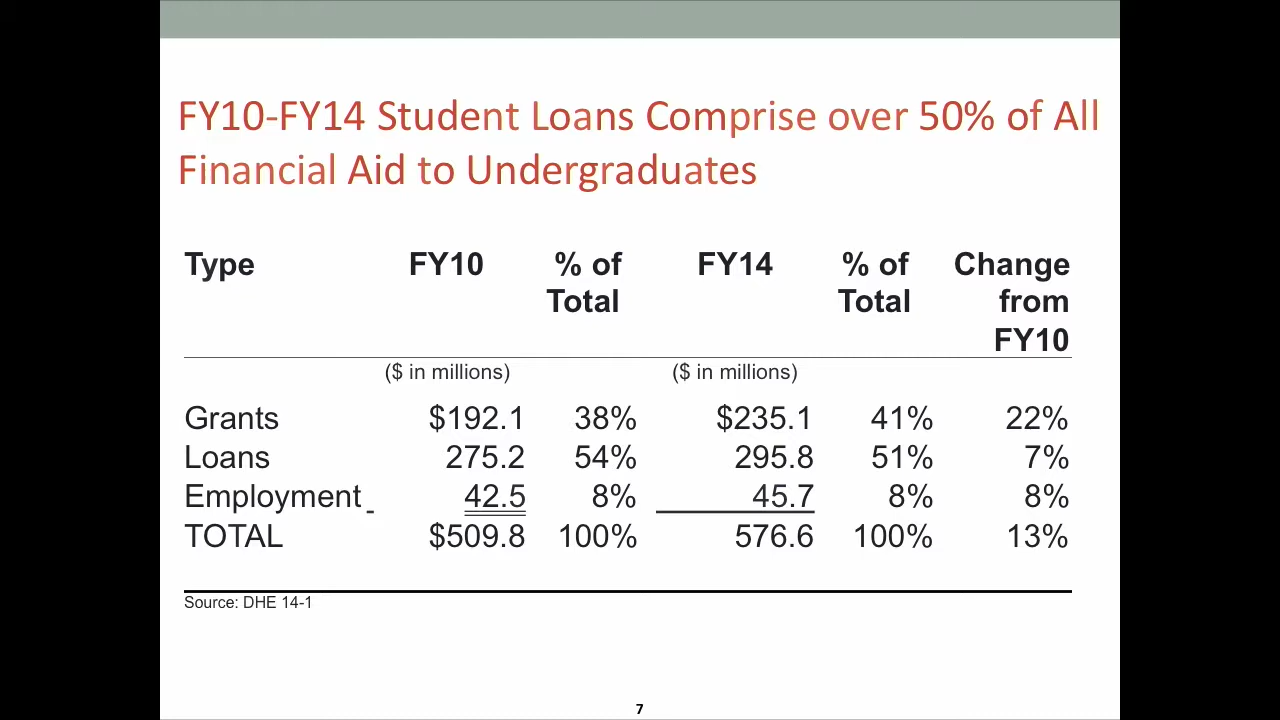 FY10-FY14 Student Loans Comprise over 50% of All
Financial Aid to Undergraduates
Type FY10 % of Total FY14 % of Total Change from FY10
($ in millions) ($ in millions)
Grants $192.1 38% $235.1 41% 22%
Loans 275.2 54% 295.8 51% 7%
Employment 42.5 8% 45.7 8% 8%
TOTAL $509.8 100% 576.6 100% 13%
Source: DHE 14-1
7